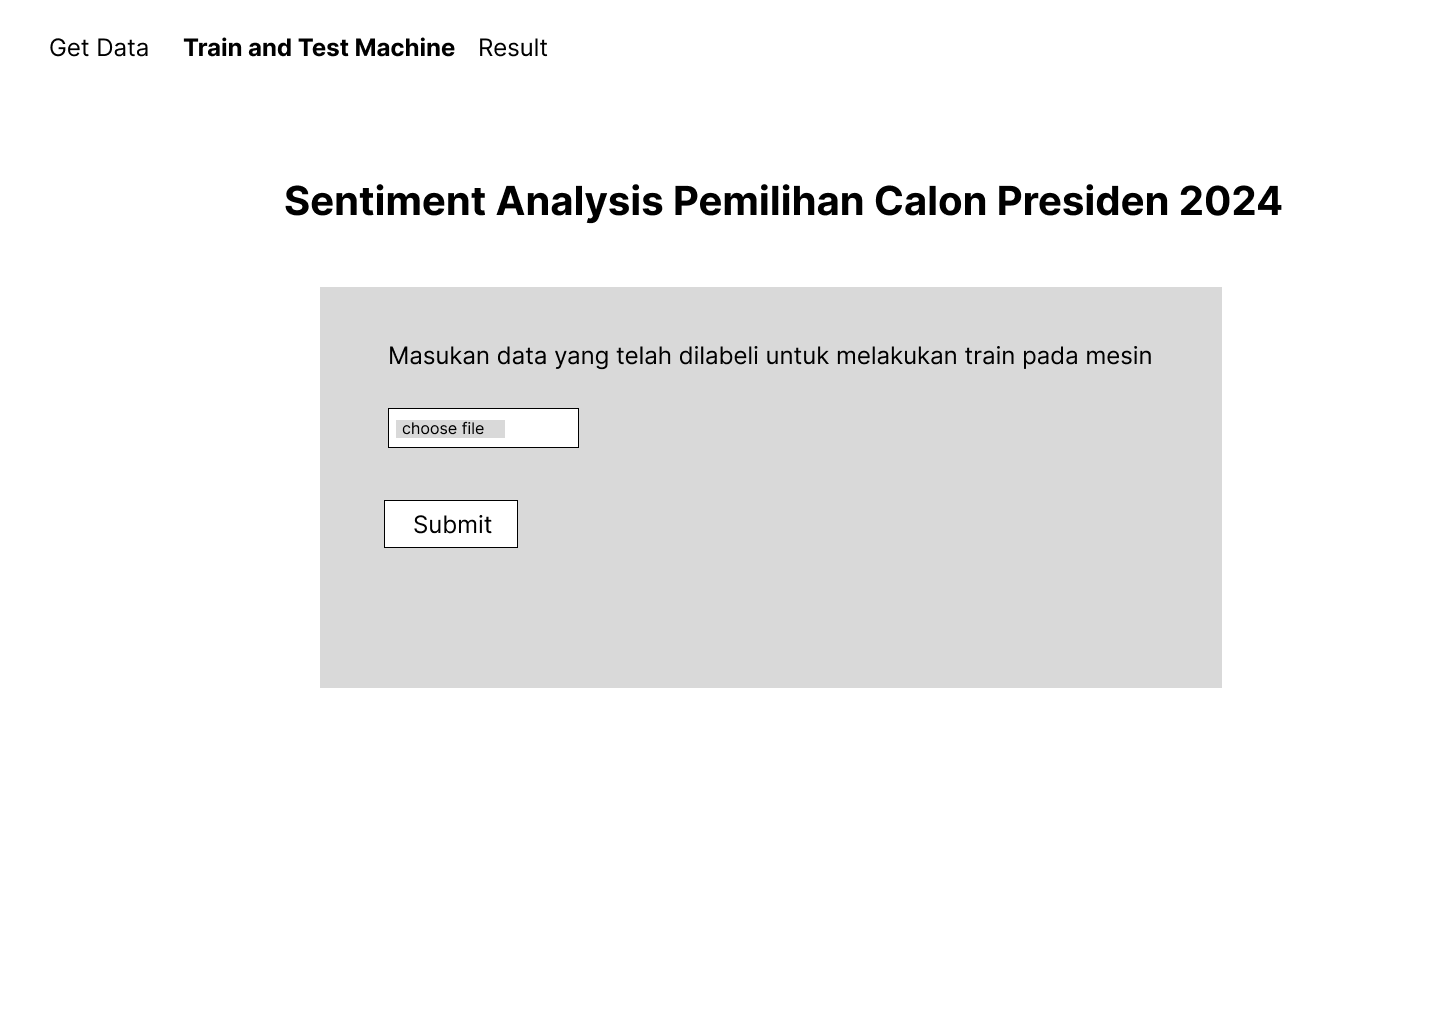 Get Data Train and Test Machine Result
Sentiment Analysis Pemilihan Calon Presiden 2024
Masukan data yang telah dilabeli untuk melakukan train pada mesin
choose file
Submit